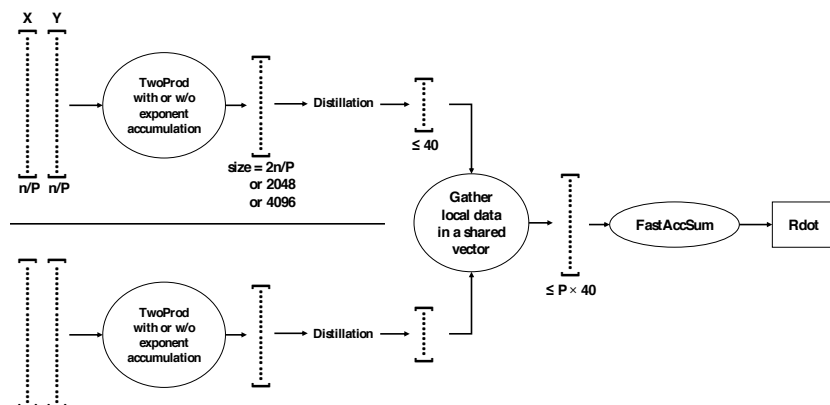 X Y
TwoProd
with or w/o
exponent
accumulation
n/P n/P
size = 2n/P
or 2048
or 4096
Distillation
≤ 40
Gather
local data
in a shared
vector
≤ P × 40
FastAccSum
Rdot
TwoProd
with or w/o
exponent
accumulation
Distillation